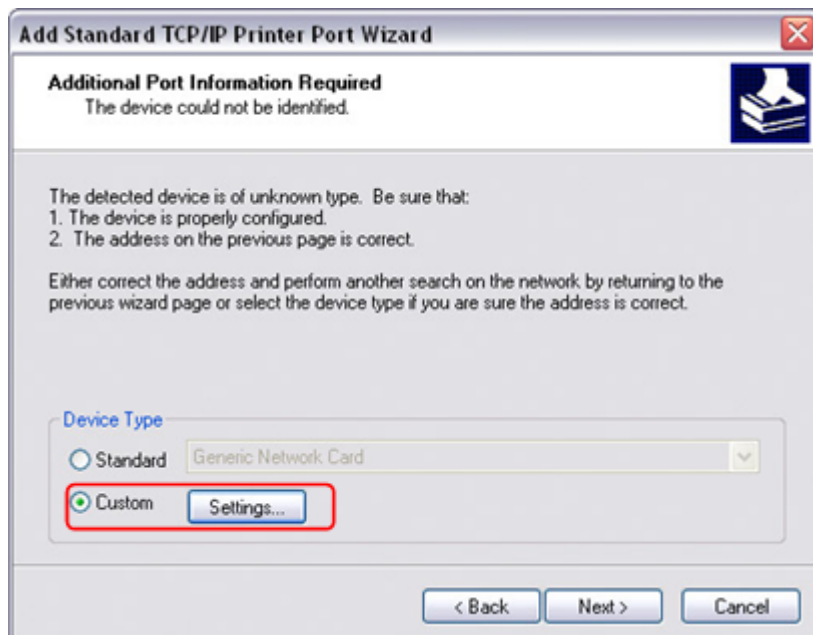 Add Standard TCP/IP Printer Port Wizard
Additional Port Information Required
The device could not be identified.
The detected device is of unknown type.  Be sure that:
1. The device is properly configured.
2.  The address on the previous page is correct.
Either correct the address and perform another search on the network by returning to the
previous wizard page or select the device type if you are sure the address is correct.
Device Type
Standard
Generic Network Card
Custom
Settings...
< Back
Next >
Cancel